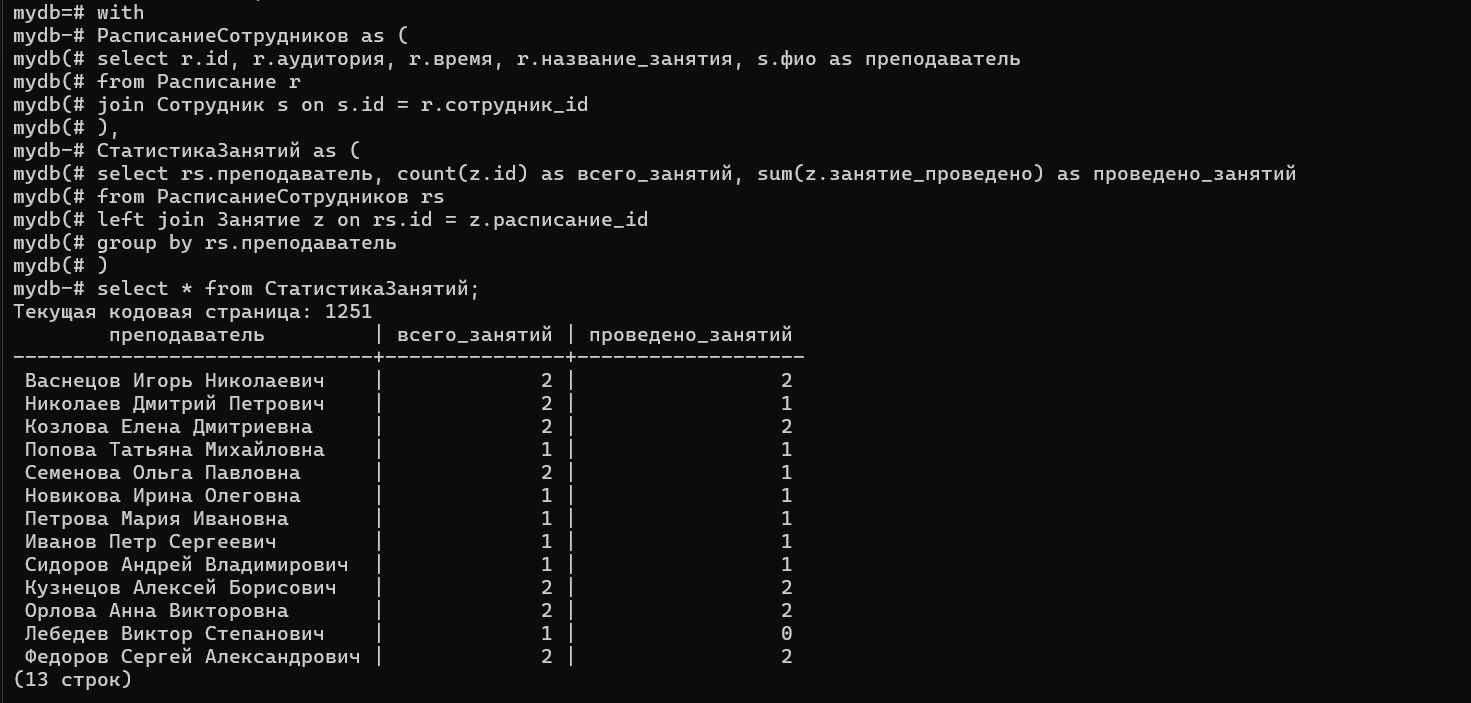 mydb=# with
mydb-# РасписаниеСотрудников as (
mydb(# select r.id, r.аудитория, r.время, r.название_занятия, s.фио as преподаватель
mydb(# from Расписание r
mydb(# join Сотрудник s on s.id = r.сотрудник_id
mydb(# ),
mydb-# СтатистикаЗанятий as (
mydb(# select rs.преподаватель, count(z.id) as всего_занятий, sum(z.занятие_проведено) as проведено_занятий
mydb(# from РасписаниеСотрудников rs
mydb(# left join Занятие z on rs.id = z.расписание_id
mydb(# group by rs.преподаватель
mydb(# )
mydb-# select * from СтатистикаЗанятий;
Текущая кодовая страница: 1251
        преподаватель         | всего_занятий | проведено_занятий
------------------------------+---------------+-------------------
 Васнецов Игорь Николаевич    |             2 |                 2
 Николаев Дмитрий Петрович    |             2 |                 1
 Козлова Елена Дмитриевна     |             2 |                 2
 Попова Татьяна Михайловна    |             1 |                 1
 Семенова Ольга Павловна      |             2 |                 1
 Новикова Ирина Олеговна      |             1 |                 1
 Петрова Мария Ивановна       |             1 |                 1
 Иванов Петр Сергеевич        |             1 |                 1
 Сидоров Андрей Владимирович  |             1 |                 1
 Кузнецов Алексей Борисович   |             2 |                 2
 Орлова Анна Викторовна       |             2 |                 2
 Лебедев Виктор Степанович    |             1 |                 0
 Федоров Сергей Александрович |             2 |                 2
(13 строк)